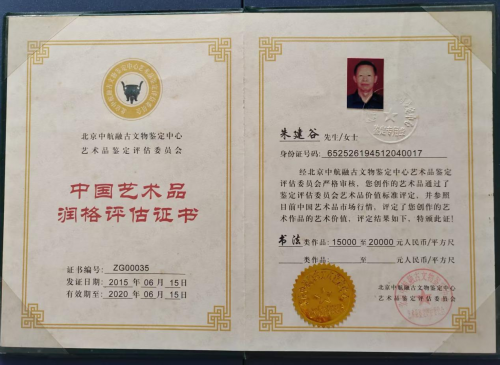 北京中航融古文物鉴定中心
艺术品鉴定评估委员会
中国艺术品
润格评估证书
证书编号: ZG00035
发证日期: 2015 年 06 月 15日
有效期至: 2020 年 06 月 15日
朱建谷 先生/女士
身份证号码: 652526194512040017
经北京中航融古文物鉴定中心艺术品鉴定
评估委员会严格审核，您创作的艺术品通过了
鉴定评估委员会艺术品价值标准评定，并参照
目前中国艺术品市场行情，评定了您创作的艺
术作品的艺术价值，评定结果如下，特颁此证!
书法 类作品: 15000 至 20000 元人民币/平方尺
类作品: 至 元人民币/平方尺
北京中航融古文物鉴定中心
艺术品鉴定评估委员会